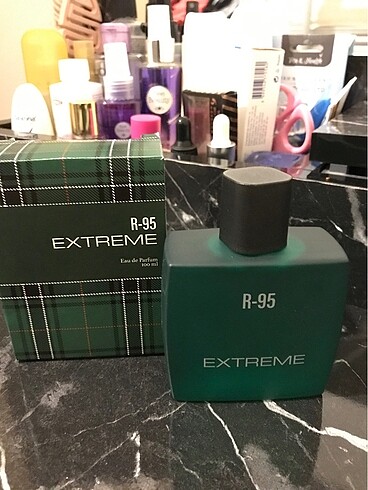 R-95
EXTREME
Eau de Parfum
100 ml
R-95
EXTREME